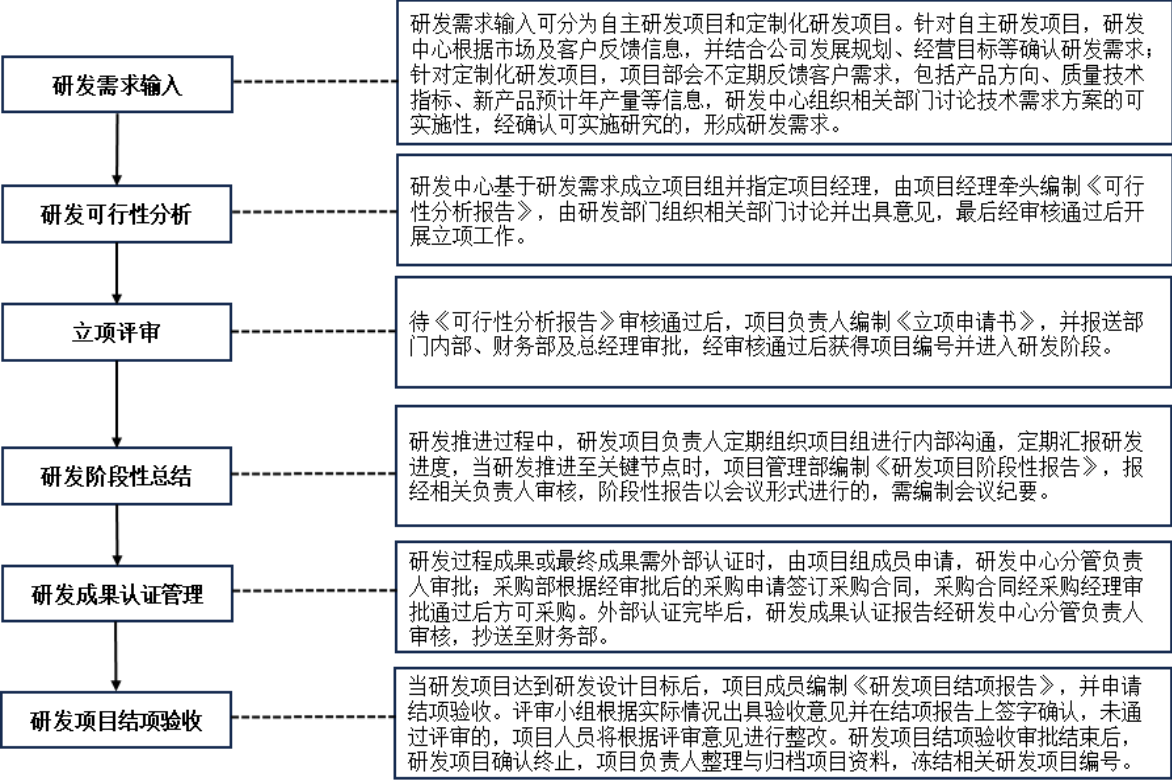 研发需求输入
研发需求输入可分为自主研发项目和定制化研发项目。针对自主研发项目，研发
中心根据市场及客户反馈信息，并结合公司发展规划、经营目标等确认研发需求；
针对定制化研发项目，项目部会不定期反馈客户需求，包括产品方向、质量技术
指标、新产品预计年产量等信息，研发中心组织相关部门讨论技术需求方案的可
实施性，经确认可实施研究的，形成研发需求。
研发可行性分析
研发中心基于研发需求成立项目组并指定项目经理，由项目经理牵头编制《可行
性分析报告》，由研发部门组织相关部门讨论并出具意见，最后经审核通过后开
展立项工作。
立项评审
待《可行性分析报告》审核通过后，项目负责人编制《立项申请书》，并报送部
门内部、财务部及总经理审批，经审核通过后获得项目编号并进入研发阶段。
研发阶段性总结
研发推进过程中，研发项目负责人定期组织项目组进行内部沟通，定期汇报研发
进度，当研发推进至关键节点时，项目管理部编制《研发项目阶段性报告》，报
经相关负责人审核，阶段性报告以会议形式进行的，需编制会议纪要。
研发成果认证管理
研发过程成果或最终成果需外部认证时，由项目组成员申请，研发中心分管负责
人审批；采购部根据经审批后的采购申请签订采购合同，采购合同经采购经理审
批通过后方可采购。外部认证完毕后，研发成果认证报告经研发中心分管负责人
审核，抄送至财务部。
研发项目结项验收
当研发项目达到研发设计目标后，项目成员编制《研发项目结项报告》，并申请
结项验收。评审小组根据实际情况出具验收意见并在结项报告上签字确认，未通
过评审的，项目人员将根据评审意见进行整改。研发项目结项验收审批结束后，
研发项目确认终止，项目负责人整理与归档项目资料，冻结相关研发项目编号。